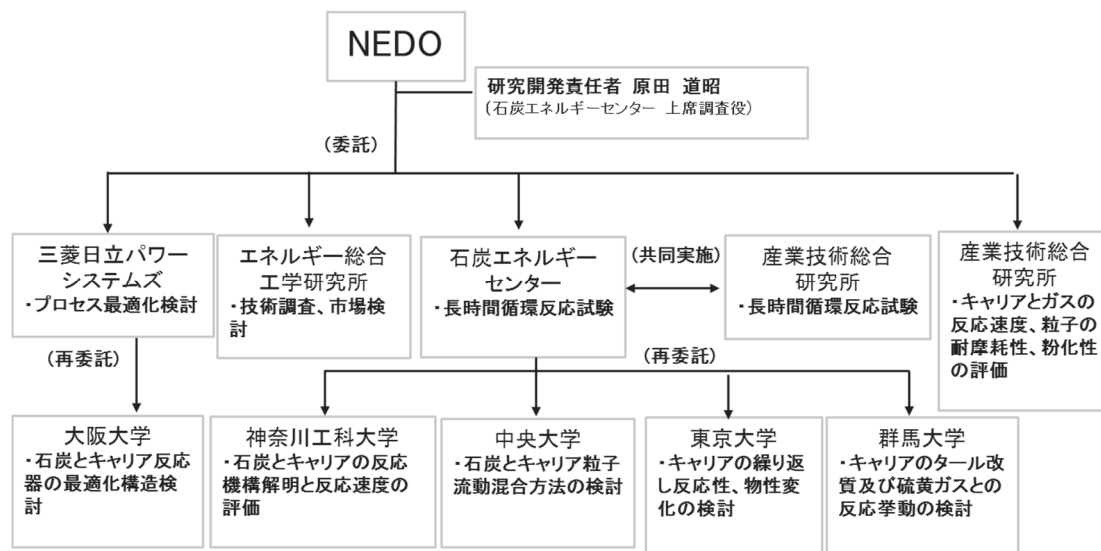 NEDO
研究開発責任者 原田 道昭
(石炭エネルギーセンター 上席調査役)
(委託)
三菱日立パワー
システムズ
・プロセス最適化検討
エネルギー総合
工学研究所
・技術調査、市場検
討
石炭エネルギー
センター
・長時間循環反応試験
(共同実施)
産業技術総合
研究所
・長時間循環反応試験
産業技術総合
研究所
・キャリアとガスの
反応速度、粒子の
耐摩耗性、粉化性
の評価
(再委託)
(再委託)
大阪大学
・石炭とキャリア反応
器の最適化構造検
討
神奈川工科大学
・石炭とキャリアの反応
機構解明と反応速度の
評価
中央大学
・石炭とキャリア粒子
流動混合方法の検討
東京大学
・キャリアの繰り返
し反応性、物性変
化の検討
群馬大学
・キャリアのタール改
質及び硫黄ガスとの
反応挙動の検討